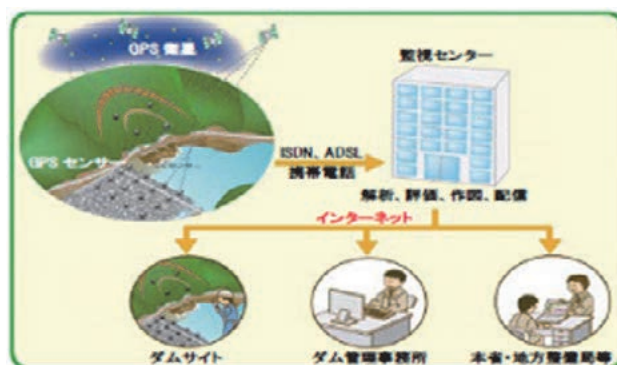 GPS 衛星
監視センター
GPS センサー
ISDN、ADSL
携帯電話
解析、評価、作図、配信
インターネット
ダムサイト
ダム管理事務所
本省・地方整備局等